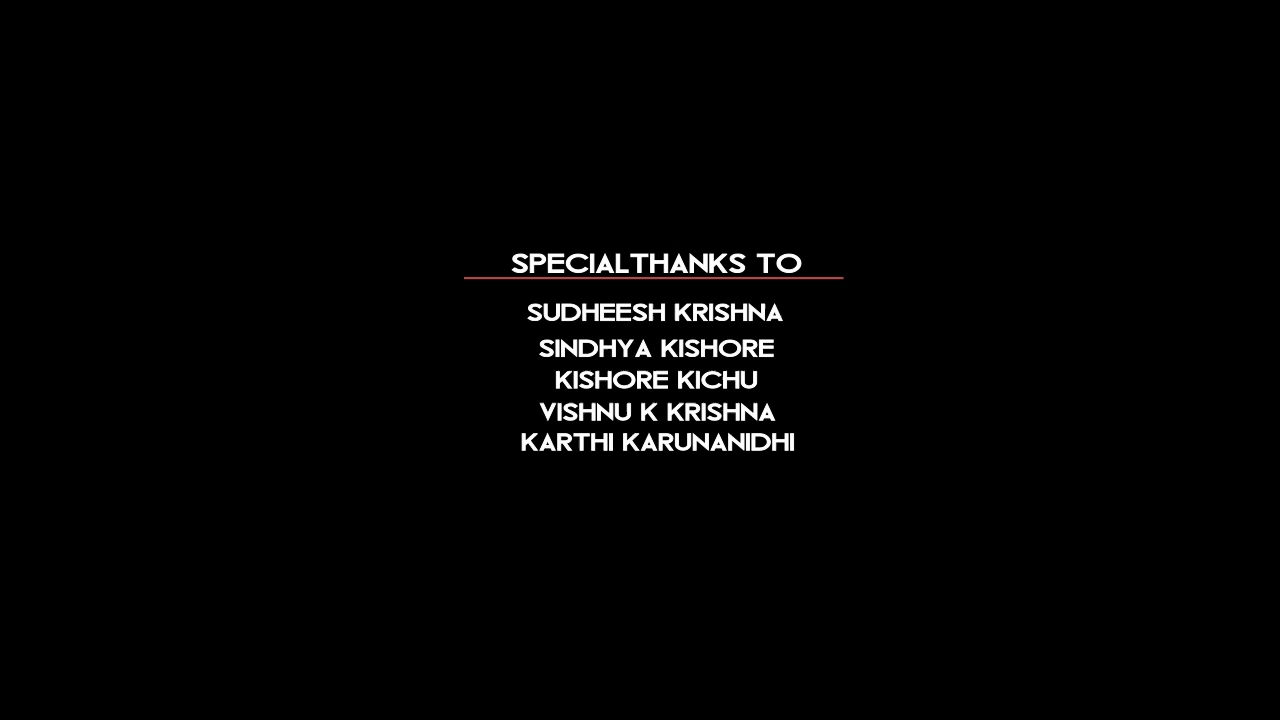 SPECIALTHANKS TO
SUDHEESH KRISHNA
SINDHYA KISHORE
KISHORE KICHU
VISHNU K KRISHNA
KARTHI KARUNANIDHI